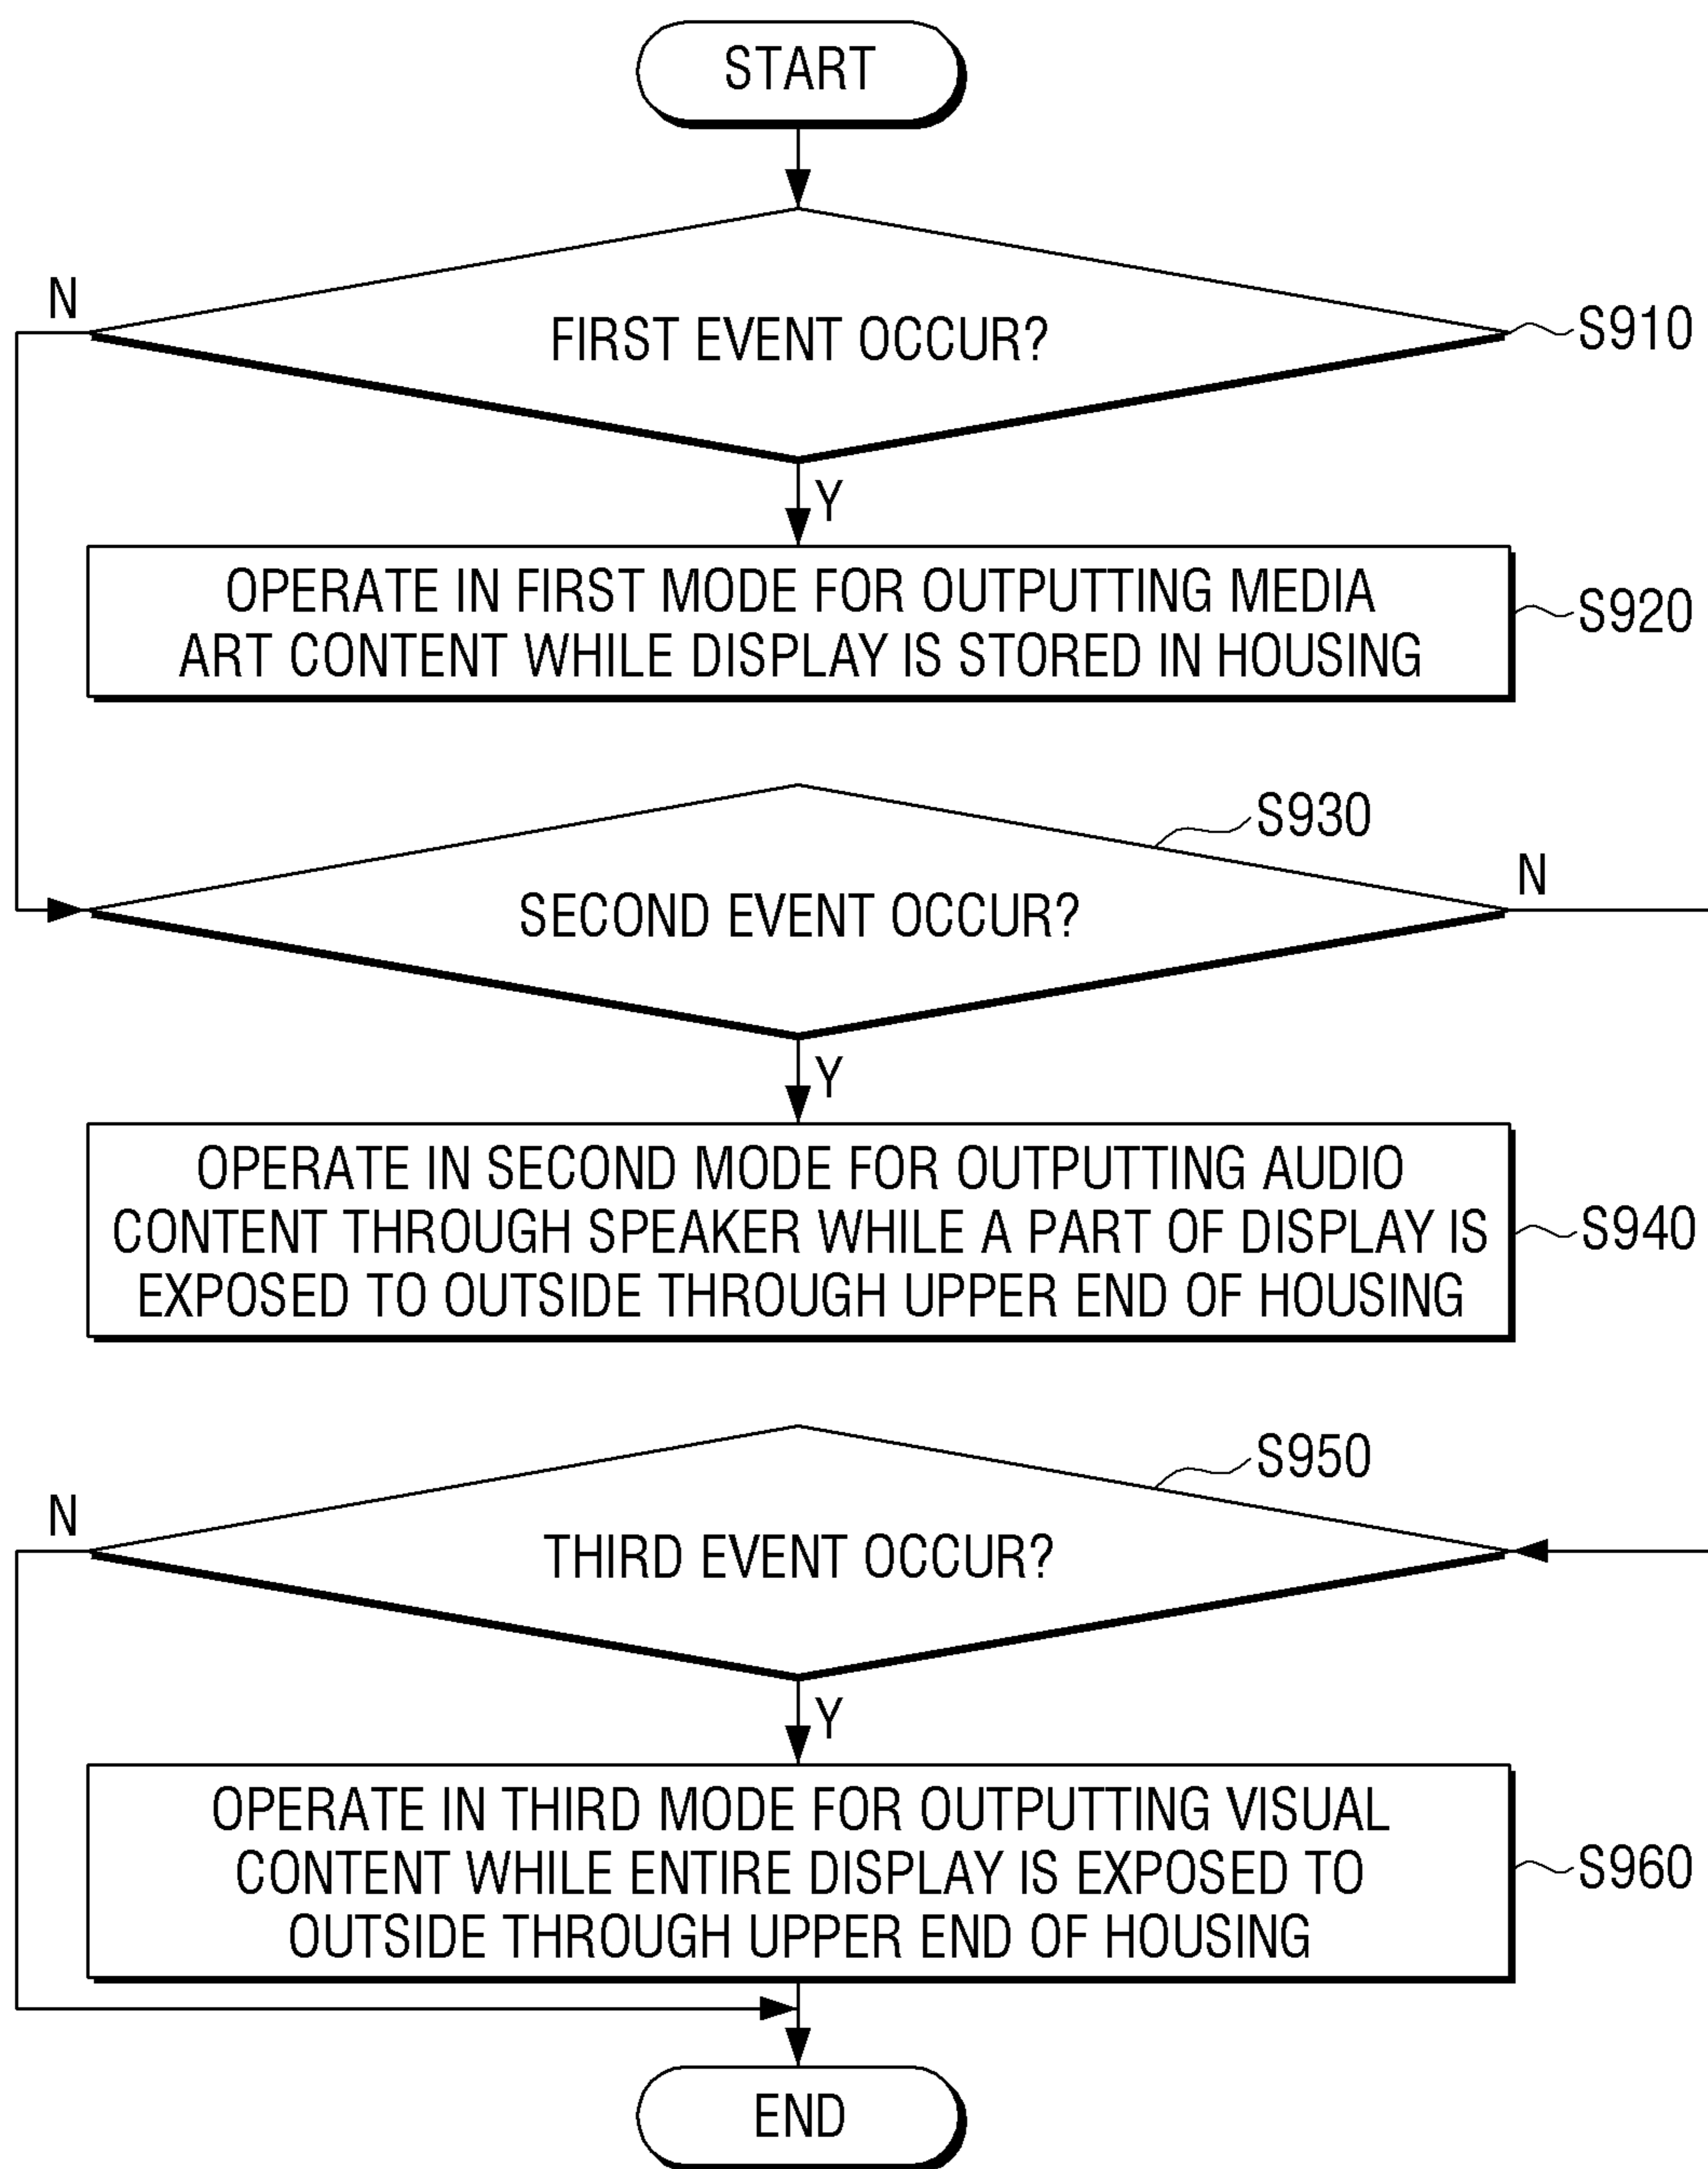 START
N
FIRST EVENT OCCUR?
S910
Y
OPERATE IN FIRST MODE FOR OUTPUTTING MEDIA
ART CONTENT WHILE DISPLAY IS STORED IN HOUSING
S920
S930
N
SECOND EVENT OCCUR?
Y
OPERATE IN SECOND MODE FOR OUTPUTTING AUDIO
CONTENT THROUGH SPEAKER WHILE A PART OF DISPLAY IS
EXPOSED TO OUTSIDE THROUGH UPPER END OF HOUSING
S940
S950
N
THIRD EVENT OCCUR?
Y
OPERATE IN THIRD MODE FOR OUTPUTTING VISUAL
CONTENT WHILE ENTIRE DISPLAY IS EXPOSED TO
OUTSIDE THROUGH UPPER END OF HOUSING
S960
END